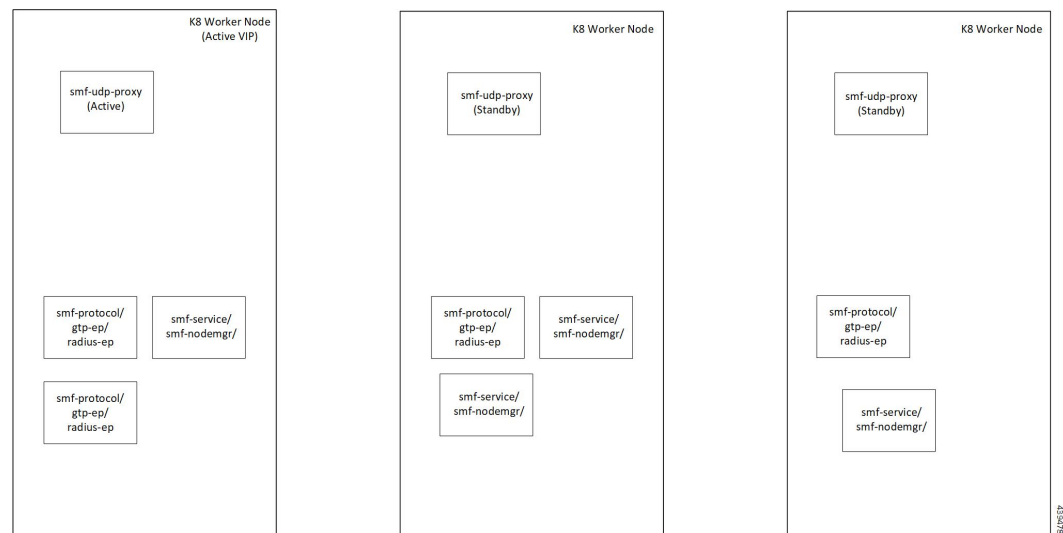 K8 Worker Node
(Active VIP)
smf-udp-proxy
(Active)
smf-protocol/
gtp-ep/
radius-ep
smf-service/
smf-nodemgr/
smf-protocol/
gtp-ep/
radius-ep
K8 Worker Node
smf-udp-proxy
(Standby)
smf-protocol/
gtp-ep/
radius-ep
smf-service/
smf-nodemgr/
smf-service/
smf-nodemgr/
K8 Worker Node
smf-udp-proxy
(Standby)
smf-protocol/
gtp-ep/
radius-ep
smf-service/
smf-nodemgr/
439478